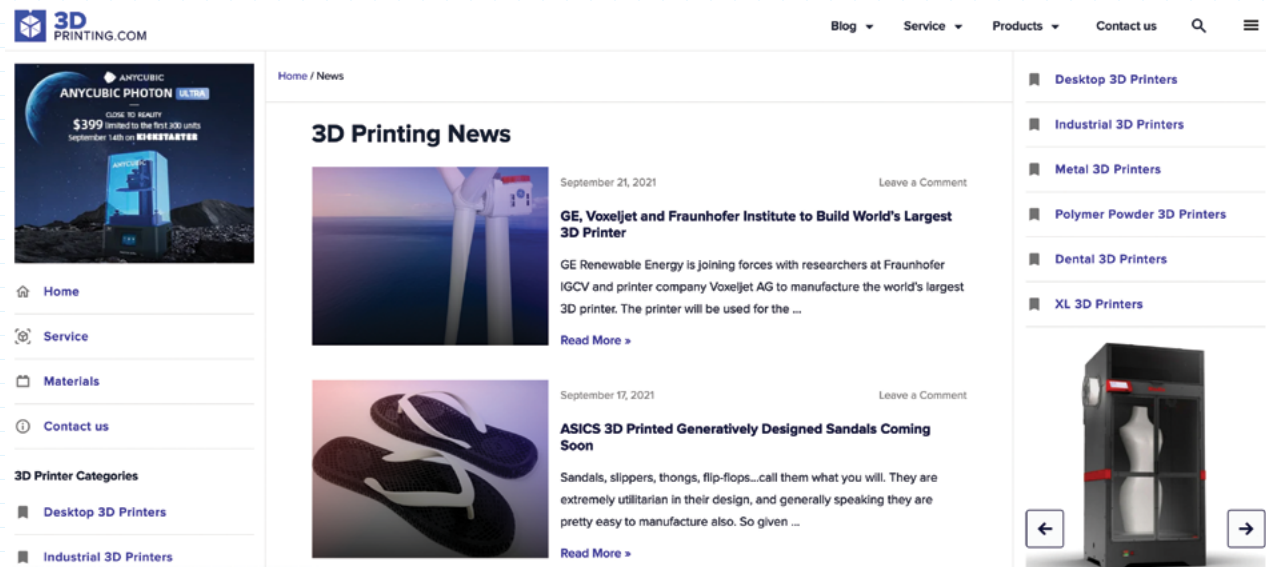 3D
PRINTING.COM
Blog
Service
Products
Contact us
ANYCUBIC
ANYCUBIC PHOTON ULTRA
CLOSE TO REALITY
$399 limited to the first 300 units
September 14th on KICKSTARTER
ANYCUBIC
Home
Service
Materials
Contact us
3D Printer Categories
Desktop 3D Printers
Industrial 3D Printers
Home / News
3D Printing News
September 21, 2021
Leave a Comment
GE, Voxeljet and Fraunhofer Institute to Build World's Largest
3D Printer
GE Renewable Energy is joining forces with researchers at Fraunhofer
IGCV and printer company Voxeljet AG to manufacture the world's largest
3D printer. The printer will be used for the ...
Read More »
September 17, 2021
Leave a Comment
ASICS 3D Printed Generatively Designed Sandals Coming
Soon
Sandals, slippers, thongs, flip-flops...call them what you will. They are
extremely utilitarian in their design, and generally speaking they are
pretty easy to manufacture also. So given ...
Read More »
Desktop 3D Printers
Industrial 3D Printers
Metal 3D Printers
Polymer Powder 3D Printers
Dental 3D Printers
XL 3D Printers